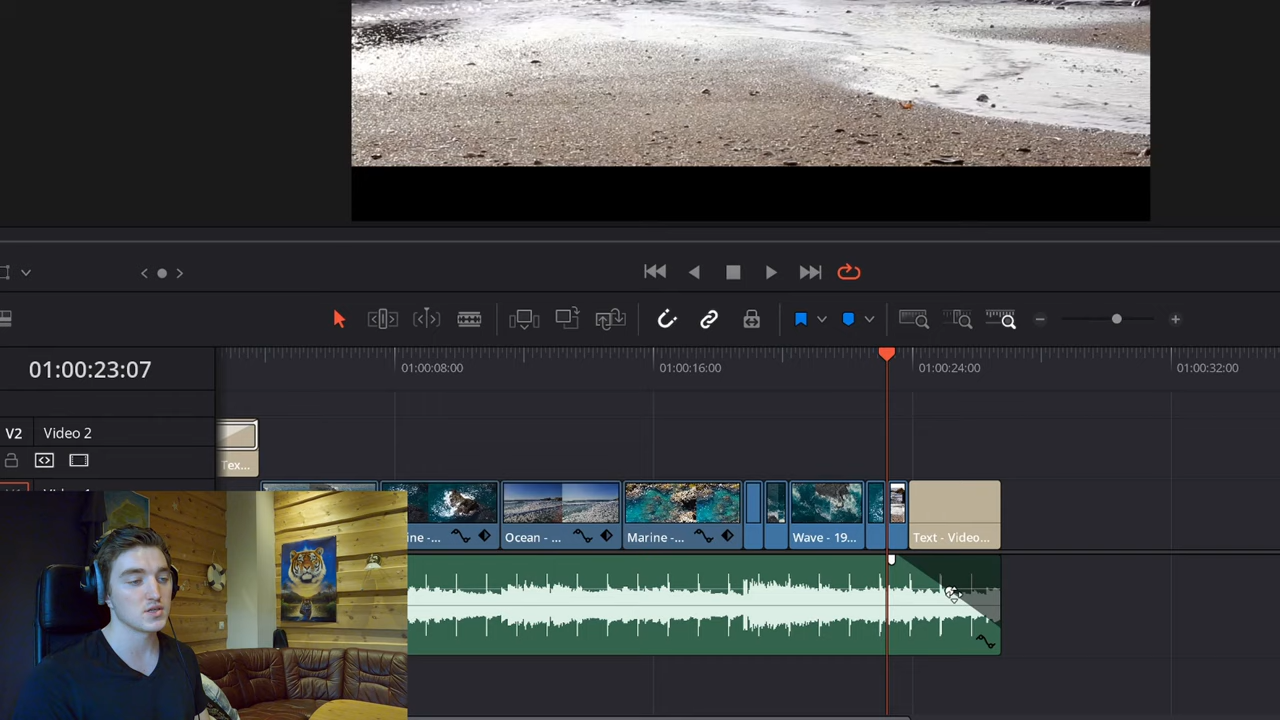 01:00:23:07
01:00:08:00
01:00:16:00
01:00:24:00
01:00:32:00
V2 Video 2
Tex...
ine -...
Ocean - ...
Marine -...
Wave - 19...
Text - Video...